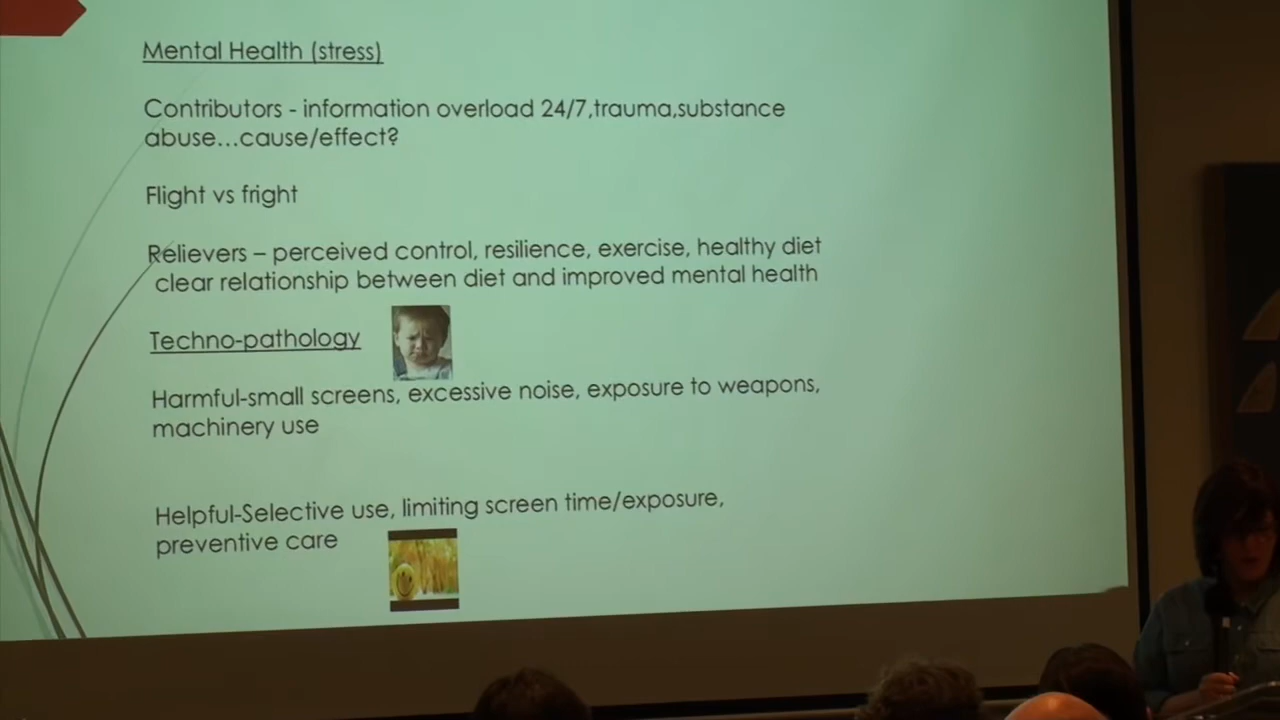 Mental Health (stress)
Contributors - information overload 24/7,trauma,substance
abuse...cause/effect?
Flight vs fright
Relievers – perceived control, resilience, exercise, healthy diet
clear relationship between diet and improved mental health
Techno-pathology
Harmful-small screens, excessive noise, exposure to weapons,
machinery use
Helpful-Selective use, limiting screen time/exposure,
preventive care